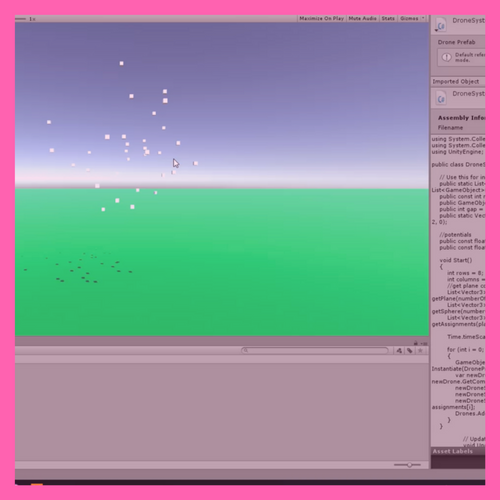 1x
Maximize On Play Mute Audio Stats Gizmos
DroneSyst
Drone Prefab
Default refer
mode.
Imported Object
DroneSyst
Assembly Infor
Filename
using System.Colle
using System.Colle
using UnityEngine;
public class DroneS
// Use this for in
public static List
List<GameObject>
public const int r
public GameObj
public int gap =
public static Vec
2, 0);
//potentials
public const floa
public const floa
void Start()
{
int rows = 8;
int columns =
//get plane c
List<Vector3
getPlane(numberO
List<Vector3
getSphere(number
List<Vector3
getAssignments(pla
Time.timeSca
for (int i = 0;
{
GameObjec
Instantiate(DroneP
var newDr
newDrone.GetCom
newDrone
newDrone
newDrone
assignments[i];
Drones.Ad
}
}
// Updat
void Up
Asset Labels